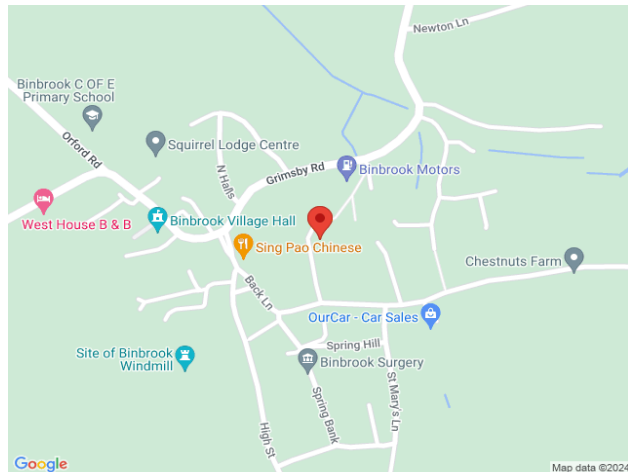 Newton Ln
Binbrook C OF E
Primary School
Orford Rd
Squirrel Lodge Centre
N Halls
Grimsby Rd
Binbrook Motors
West House B & B
Binbrook Village Hall
Sing Pao Chinese
Chestnuts Farm
Back Ln
OurCar - Car Sales
Spring Hill
Site of Binbrook
Windmill
Binbrook Surgery
St Mary's Ln
Spring Bank
High St
Google
Map data ©2024